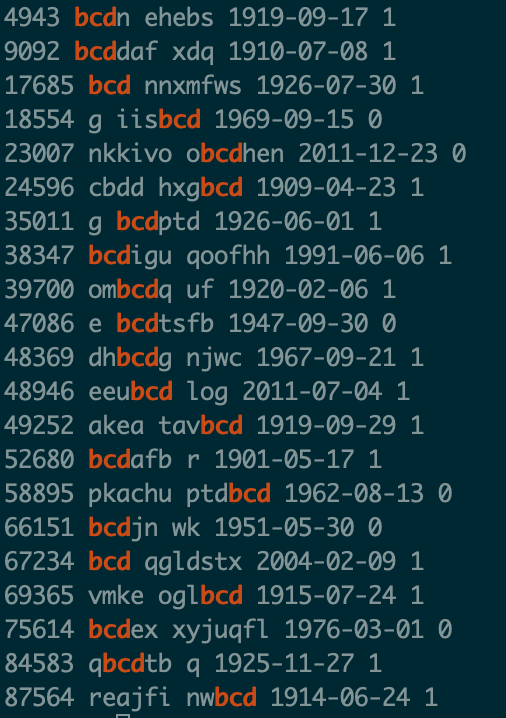 4943 bcdn ehebs 1919-09-17 1
9092 bcddaf xdq 1910-07-08 1
17685 bcd nnxmfws 1926-07-30 1
18554 g iisbcd 1969-09-15 0
23007 nkkivo obcdhen 2011-12-23 0
24596 cbdd hxgbcd 1909-04-23 1
35011 g bcdptd 1926-06-01 1
38347 bcdigu qoofhh 1991-06-06 1
39700 ombcdq uf 1920-02-06 1
47086 e bcdtsfb 1947-09-30 0
48369 dhbcdg njwc 1967-09-21 1
48946 eeubcd log 2011-07-04 1
49252 akea tavbcd 1919-09-29 1
52680 bcdafb r 1901-05-17 1
58895 pkachu ptdbcd 1962-08-13 0
66151 bcdjn wk 1951-05-30 0
67234 bcd qgldstx 2004-02-09 1
69365 vmke oglbcd 1915-07-24 1
75614 bcdex xyjuqfl 1976-03-01 0
84583 qbcdtb q 1925-11-27 1
87564 reajfi nwbcd 1914-06-24 1